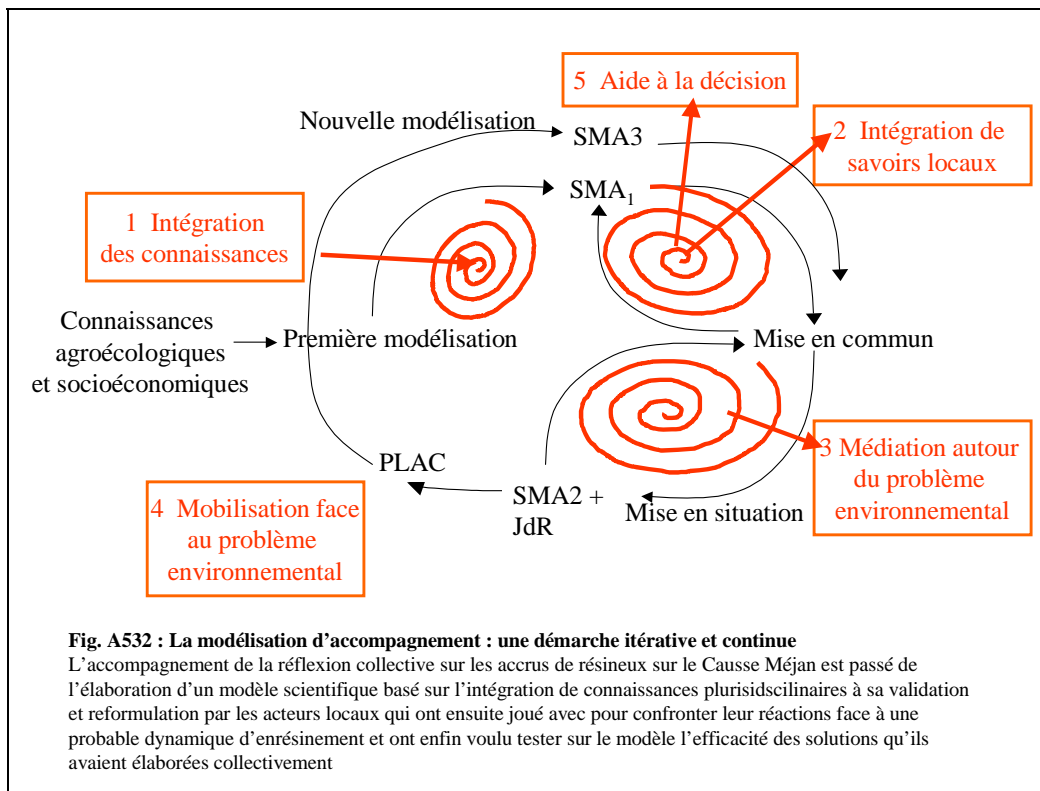 5 Aide à la décision
Nouvelle modélisation
SMA3
2 Intégration de
savoirs locaux
SMA1
1 Intégration
des connaissances
Connaissances
agroécologiques
et socioéconomiques
Première modélisation
Mise en commun
3 Médiation autour
du problème
environnemental
PLAC
4 Mobilisation face
au problème
environnemental
SMA2 +
JdR
Mise en situation
Fig. A532 : La modélisation d'accompagnement : une démarche itérative et continue
L'accompagnement de la réflexion collective sur les accrus de résineux sur le Causse Méjan est passé de
l'élaboration d'un modèle scientifique basé sur l'intégration de connaissances plurisidscilinaires à sa validation
et reformulation par les acteurs locaux qui ont ensuite joué avec pour confronter leur réactions face à une
probable dynamique d'enrésinement et ont enfin voulu tester sur le modèle l'efficacité des solutions qu'ils
avaient élaborées collectivement